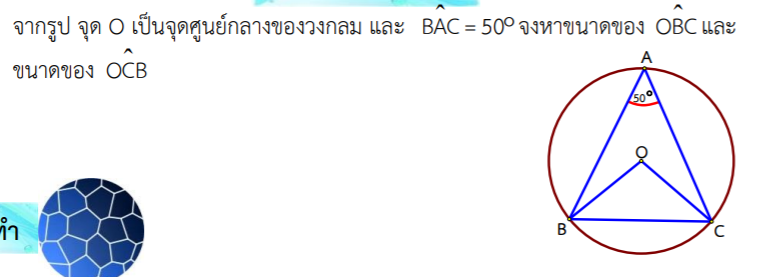 จากรูป จุด O เป็นจุดศูนย์กลางของวงกลม และ BÂC = 50° จงหาขนาดของ OB̂C และ
ขนาดของ OĈB
A
50°
O
B
C
ทำ